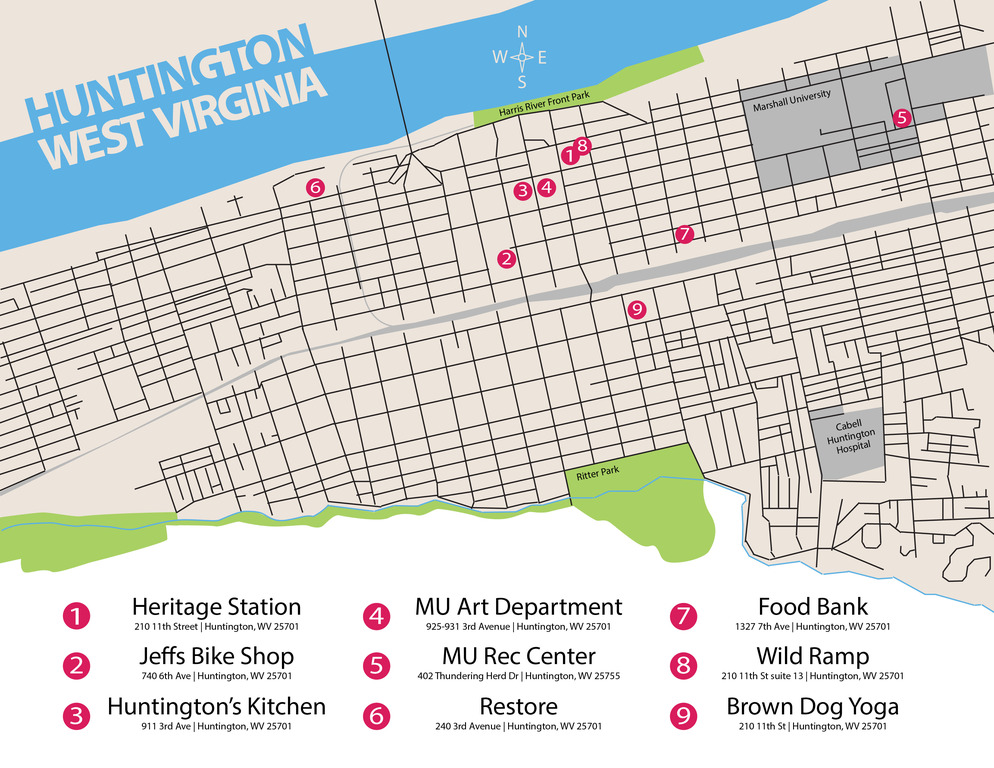 HUNTINGTON
WEST VIRGINIA
N
W E
S
Harris River Front Park
Marshall University
5
8
1
6
3 4
7
2
9
Cabell
Huntington
Hospital
Ritter Park
1 Heritage Station
210 11th Street | Huntington, WV 25701
4 MU Art Department
925-931 3rd Avenue | Huntington, WV 25701
7 Food Bank
1327 7th Ave | Huntington, WV 25701
2 Jeffs Bike Shop
740 6th Ave | Huntington, WV 25701
5 MU Rec Center
402 Thundering Herd Dr | Huntington, WV 25755
8 Wild Ramp
210 11th St suite 13 | Huntington, WV 25701
3 Huntington's Kitchen
911 3rd Ave | Huntington, WV 25701
6 Restore
240 3rd Avenue | Huntington, WV 25701
9 Brown Dog Yoga
210 11th St | Huntington, WV 25701